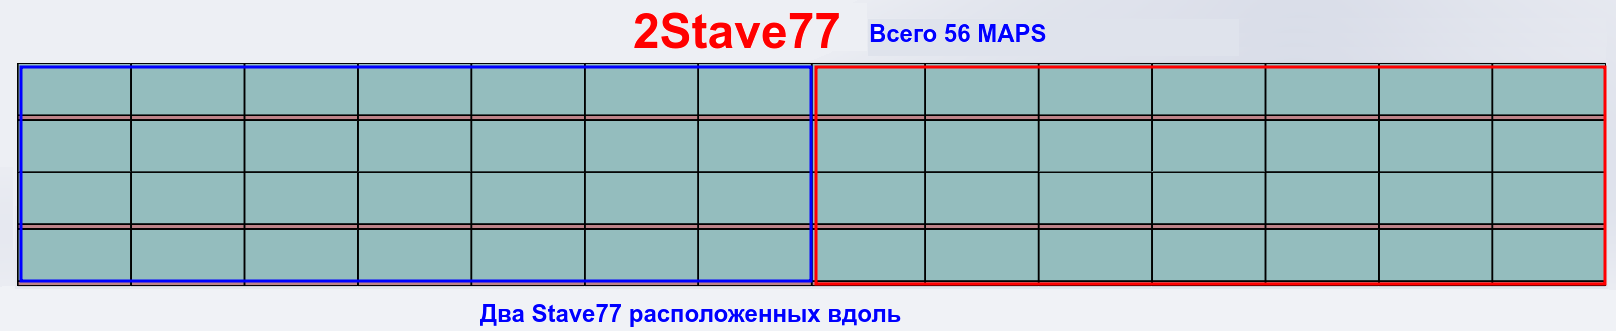 2Stave77 Всего 56 MAPS
Два Stave77 расположенных вдоль